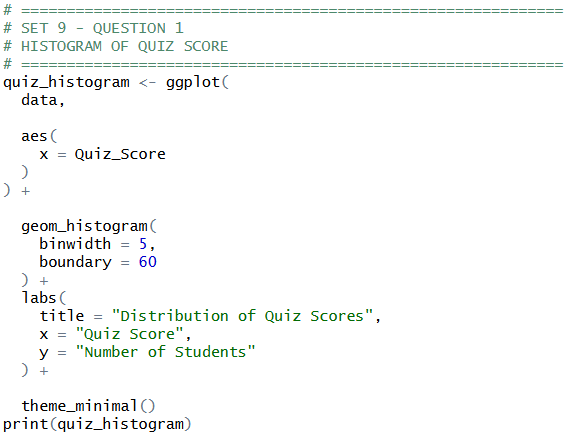 # ============================================================
# SET 9 - QUESTION 1
# HISTOGRAM OF QUIZ SCORE
# ============================================================
quiz_histogram <- ggplot(
  data,

  aes(
    x = Quiz_Score
  )
) +

  geom_histogram(
    binwidth = 5,
    boundary = 60
  ) +
  labs(
    title = "Distribution of Quiz Scores",
    x = "Quiz Score",
    y = "Number of Students"
  ) +

  theme_minimal()
print(quiz_histogram)